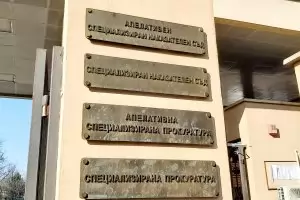 АПЕЛАТИВЕН
СПЕЦИАЛИЗИРАН НАКАЗАТЕЛЕН СЪД
СПЕЦИАЛИЗИРАН НАКАЗАТЕЛЕН СЪД
АПЕЛАТИВНА
СПЕЦИАЛИЗИРАНА ПРОКУРАТУРА
СПЕЦИАЛИЗИРАНА ПРОКУРАТУРА